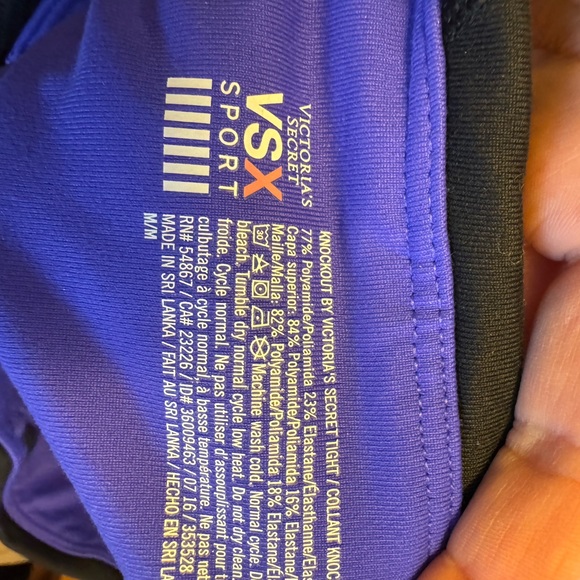 VICTORIA'S
SECRET
VSX
SPORT
KNOCKOUT BY VICTORIA'S SECRET TIGHT / COLLANT KNOC
77% Polyamide/Poliamida 23% Elastane/Elasthanne/Ela
Capa superior: 84% Polyamide/Poliamida 16% Elastane/
Maille/Malla: 82% Polyamide/Poliamida 18% Elastane/E
30° Machine wash cold. Normal cycle. D
bleach. Tumble dry normal cycle low heat. Do not dry clean.
froide. Cycle normal. Ne pas utiliser d'assouplissant pour t
culbutage à cycle normal, à basse température. Ne pas net
RN# 54867 / CA# 23226 / ID# 36009463 / 07 16 / 353528
MADE IN SRI LANKA / FAIT AU SRI LANKA / HECHO EN SRI LA
M/M